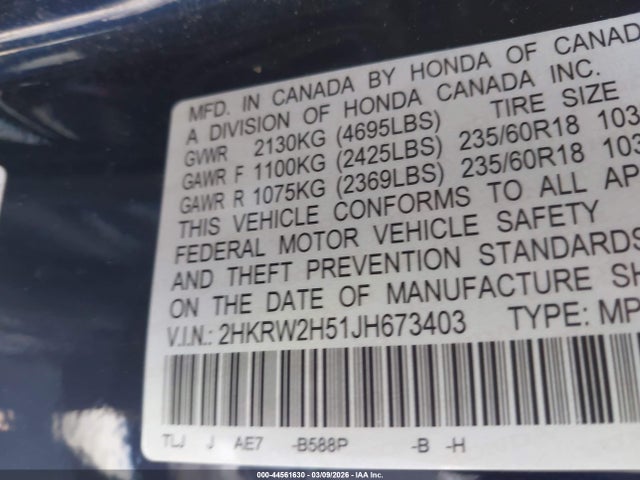 MFD. IN CANADA BY HONDA OF CANAD
A DIVISION OF HONDA CANADA INC.
GVWR 2130KG (4695LBS) TIRE SIZE
GAWR F 1100KG (2425LBS) 235/60R18 103
GAWR R 1075KG (2369LBS) 235/60R18 103
THIS VEHICLE CONFORMS TO ALL AP
FEDERAL MOTOR VEHICLE SAFETY
AND THEFT PREVENTION STANDARDS
ON THE DATE OF MANUFACTURE SH
V.I.N.: 2HKRW2H51JH673403 TYPE: MP
TLJ J AE7 -B588P -B -H
000-44561630 - 03/09/2026 - IAA Inc.